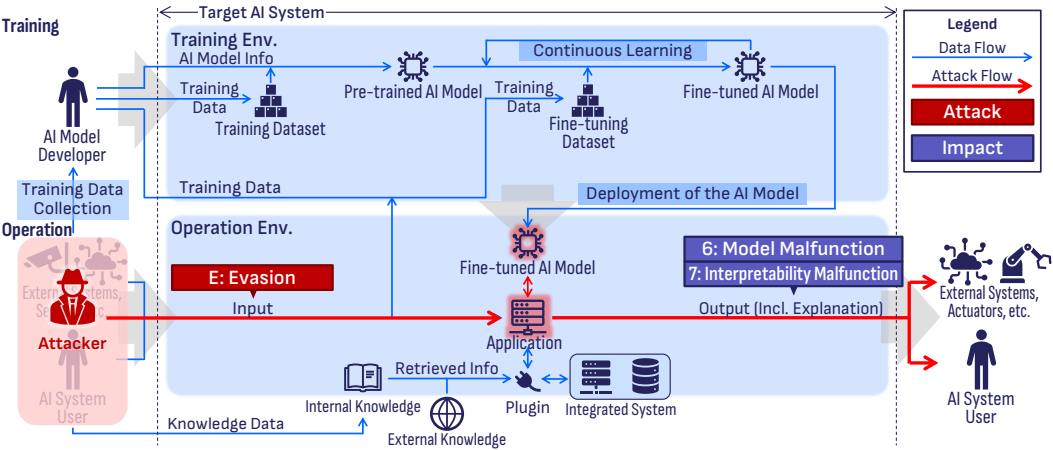 Target AI System
Training
Training Env.
AI Model Info
Continuous Learning
Pre-trained AI Model
Fine-tuned AI Model
Training
Data
Training Dataset
Training
Data
Fine-tuning
Dataset
AI Model
Developer
Training Data
Collection
Training Data
Deployment of the AI Model
Legend
Data Flow
Attack Flow
Attack
Impact
Operation
Operation Env.
E: Evasion
Input
Fine-tuned AI Model
6: Model Malfunction
7: Interpretability Malfunction
Output (Incl. Explanation)
Application
External Systems,
Attacker
AI System
User
External Systems,
Actuators, etc.
AI System
User
Retrieved Info
Internal Knowledge
External Knowledge
Plugin
Integrated System
Knowledge Data